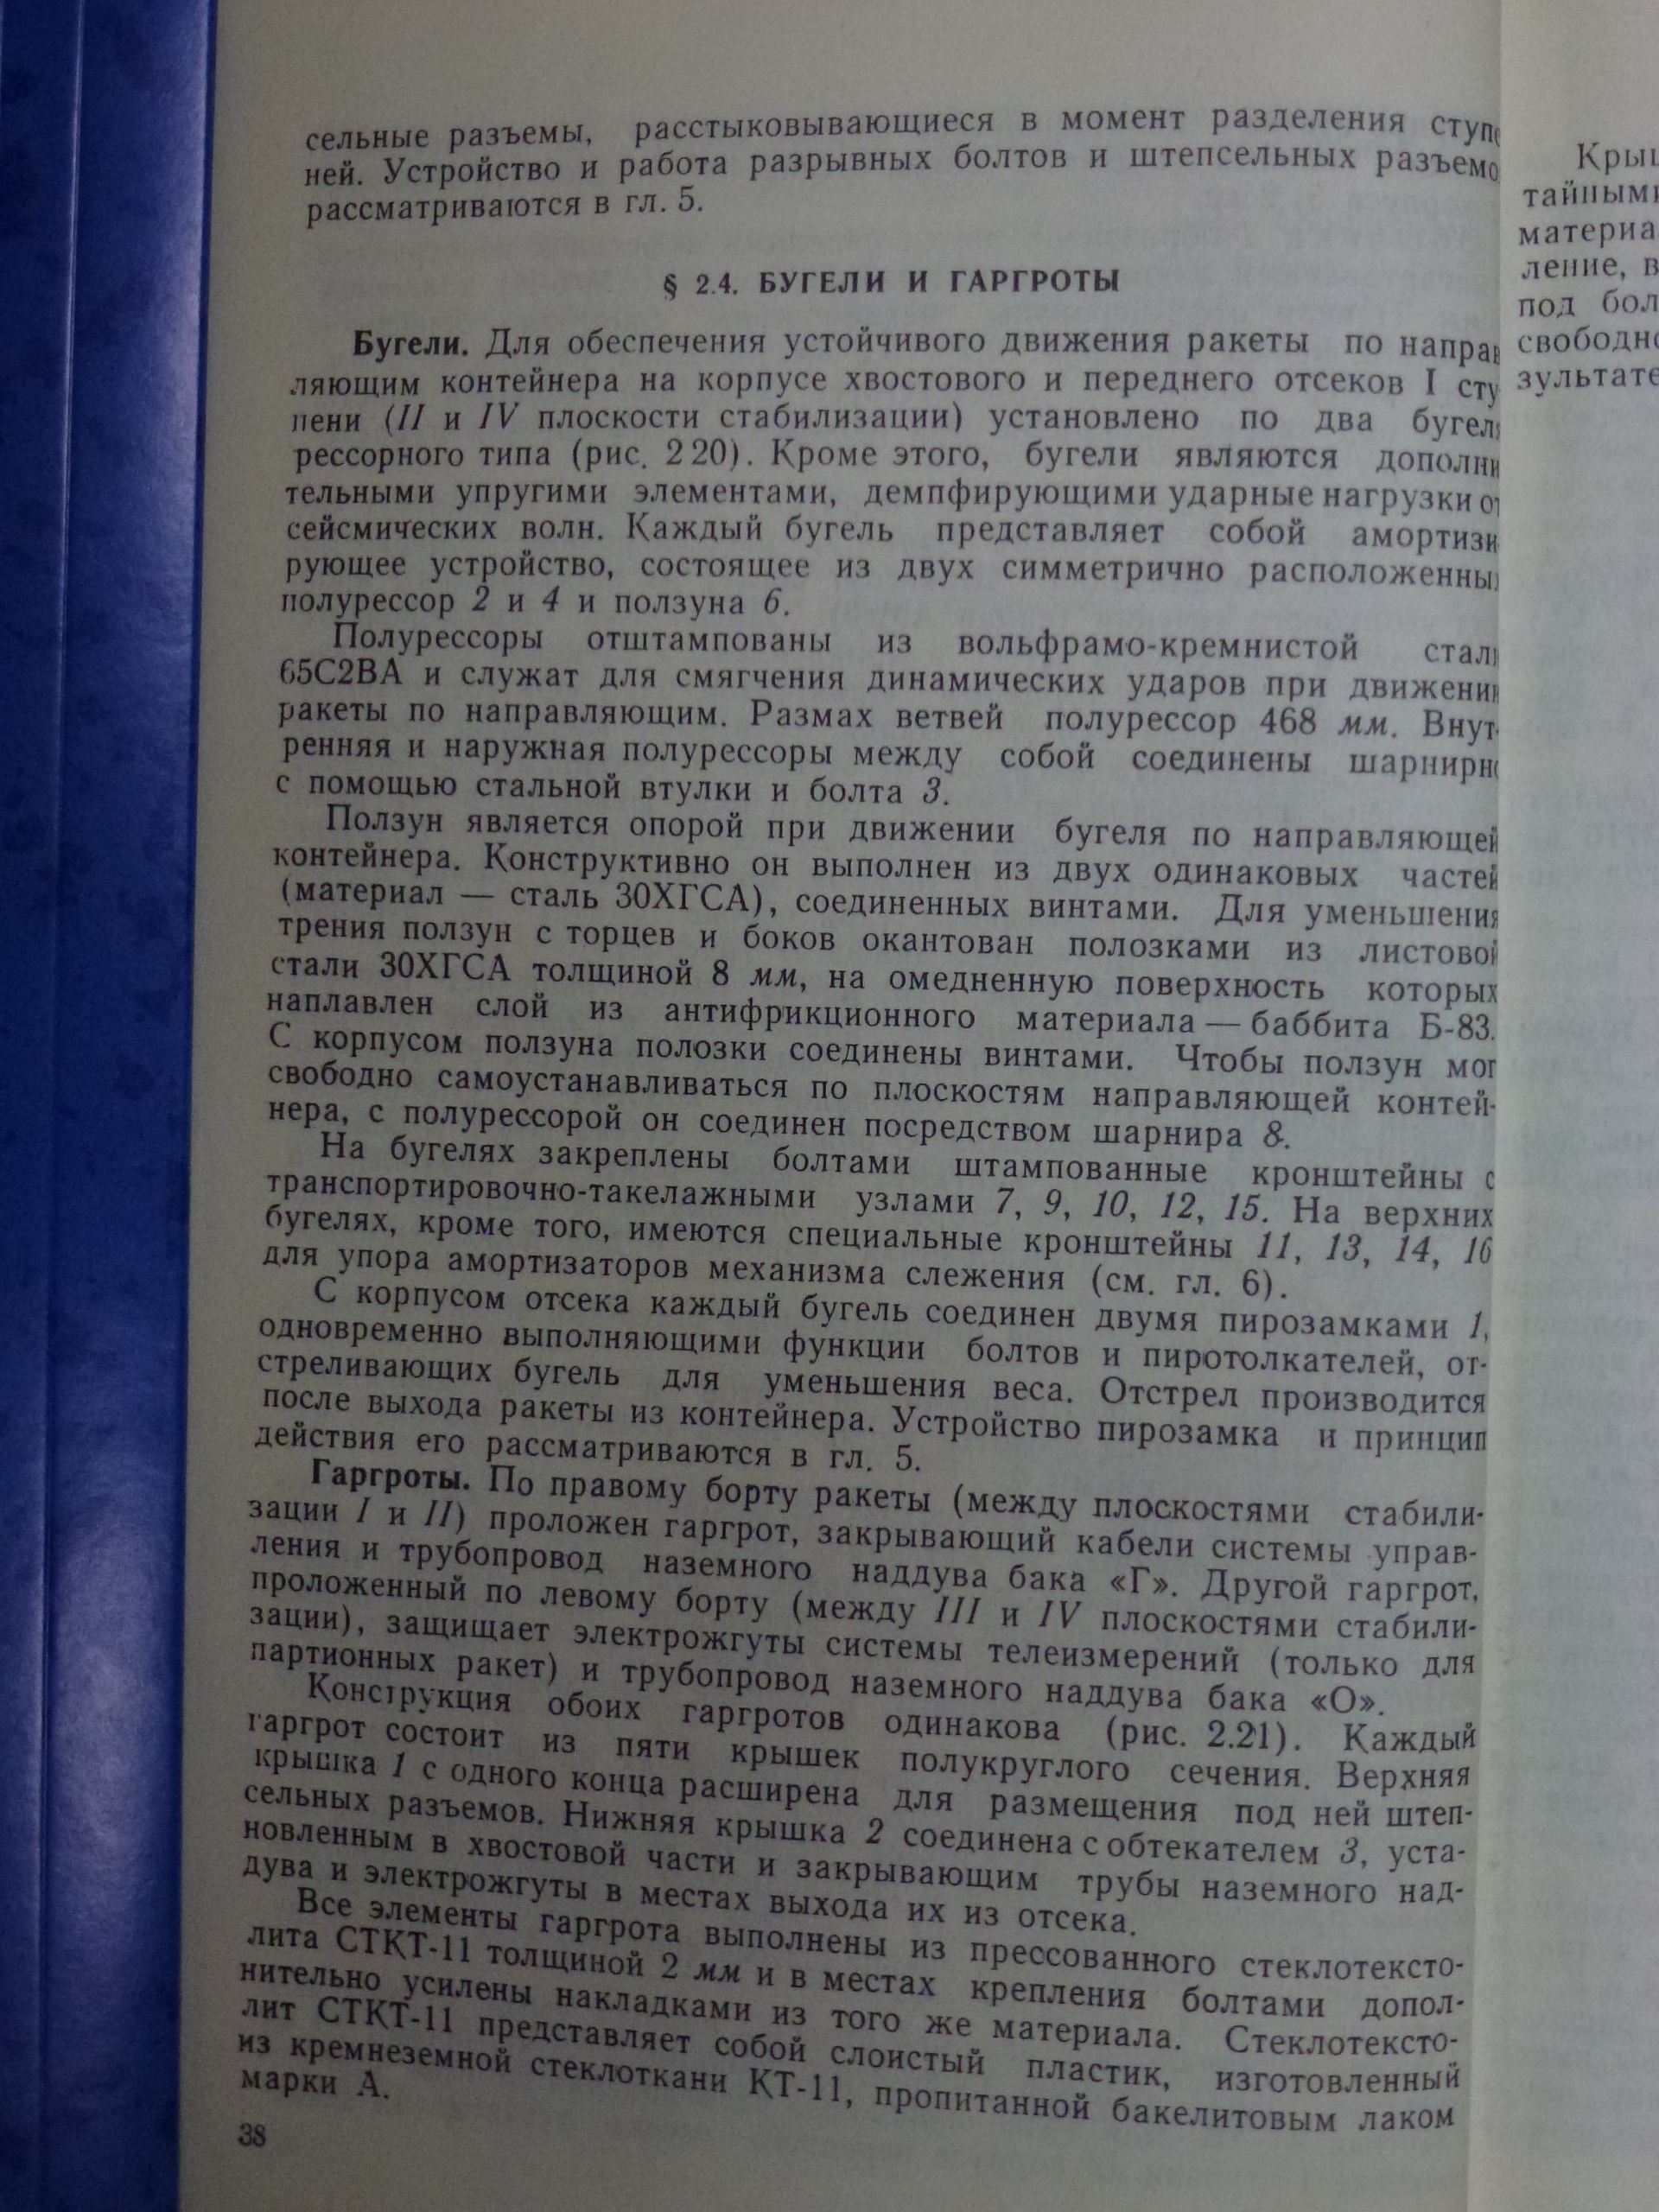 сельные разъемы, расстыковывающиеся в момент разделения ступе
ней. Устройство и работа разрывных болтов и штепсельных разъемо
рассматриваются в гл. 5.
§ 2.4. БУГЕЛИ И ГАРГРОТЫ
Бугели. Для обеспечения устойчивого движения ракеты по направ
ляющим контейнера на корпусе хвостового и переднего отсеков I сту
пени (II и IV плоскости стабилизации) установлено по два бугеля
рессорного типа (рис. 2 20). Кроме этого, бугели являются дополни
тельными упругими элементами, демпфирующими ударные нагрузки от
сейсмических волн. Каждый бугель представляет собой амортизи
рующее устройство, состоящее из двух симметрично расположенных
полурессор 2 и 4 и ползуна 6.
Полурессоры отштампованы из вольфрамо-кремнистой стали
65С2ВА и служат для смягчения динамических ударов при движении
ракеты по направляющим. Размах ветвей полурессор 468 мм. Внут-
ренняя и наружная полурессоры между собой соединены шарнирно
с помощью стальной втулки и болта 3.
Ползун является опорой при движении бугеля по направляющей
контейнера. Конструктивно он выполнен из двух одинаковых частей
(материал — сталь 30ХГСА), соединенных винтами. Для уменьшения
трения ползун с торцев и боков окантован полозками из листовой
стали 30ХГСА толщиной 8 мм, на омедненную поверхность которых
наплавлен слой из антифрикционного материала — баббита Б-83.
С корпусом ползуна полозки соединены винтами. Чтобы ползун мог
свободно самоустанавливаться по плоскостям направляющей контей-
нера, с полурессорой он соединен посредством шарнира 8.
На бугелях закреплены болтами штампованные кронштейны с
транспортировочно-такелажными узлами 7, 9, 10, 12, 15. На верхних
бугелях, кроме того, имеются специальные кронштейны 11, 13, 14, 16
для упора амортизаторов механизма слежения (см. гл. 6).
С корпусом отсека каждый бугель соединен двумя пирозамками 1,
одновременно выполняющими функции болтов и пиротолкателей, от-
стреливающих бугель для уменьшения веса. Отстрел производится
после выхода ракеты из контейнера. Устройство пирозамка и принцип
действия его рассматриваются в гл. 5.
Гаргроты. По правому борту ракеты (между плоскостями стабили-
зации I и II) проложен гаргрот, закрывающий кабели системы управ-
ления и трубопровод наземного наддува бака «Г». Другой гаргрот,
проложенный по левому борту (между III и IV плоскостями стабили-
зации), защищает электрожгуты системы телеизмерений (только для
партионных ракет) и трубопровод наземного наддува бака «О».
Конструкция обоих гаргротов одинакова (рис. 2.21). Каждый
гаргрот состоит из пяти крышек полукруглого сечения. Верхняя
крышка 1 с одного конца расширена для размещения под ней штеп-
сельных разъемов. Нижняя крышка 2 соединена с обтекателем 3, уста-
новленным в хвостовой части и закрывающим трубы наземного над-
дува и электрожгуты в местах выхода их из отсека.
Все элементы гаргрота выполнены из прессованного стеклотексто-
лита СТКТ-11 толщиной 2 мм и в местах крепления болтами допол-
нительно усилены накладками из того же материала. Стеклотексто-
лит СТКТ-11 представляет собой слоистый пластик, изготовленный
из кремнеземной стеклоткани КТ-11, пропитанной бакелитовым лаком
марки А.
38
Крыш
тайными
материа
ление, в
под бол
свободно
зультате